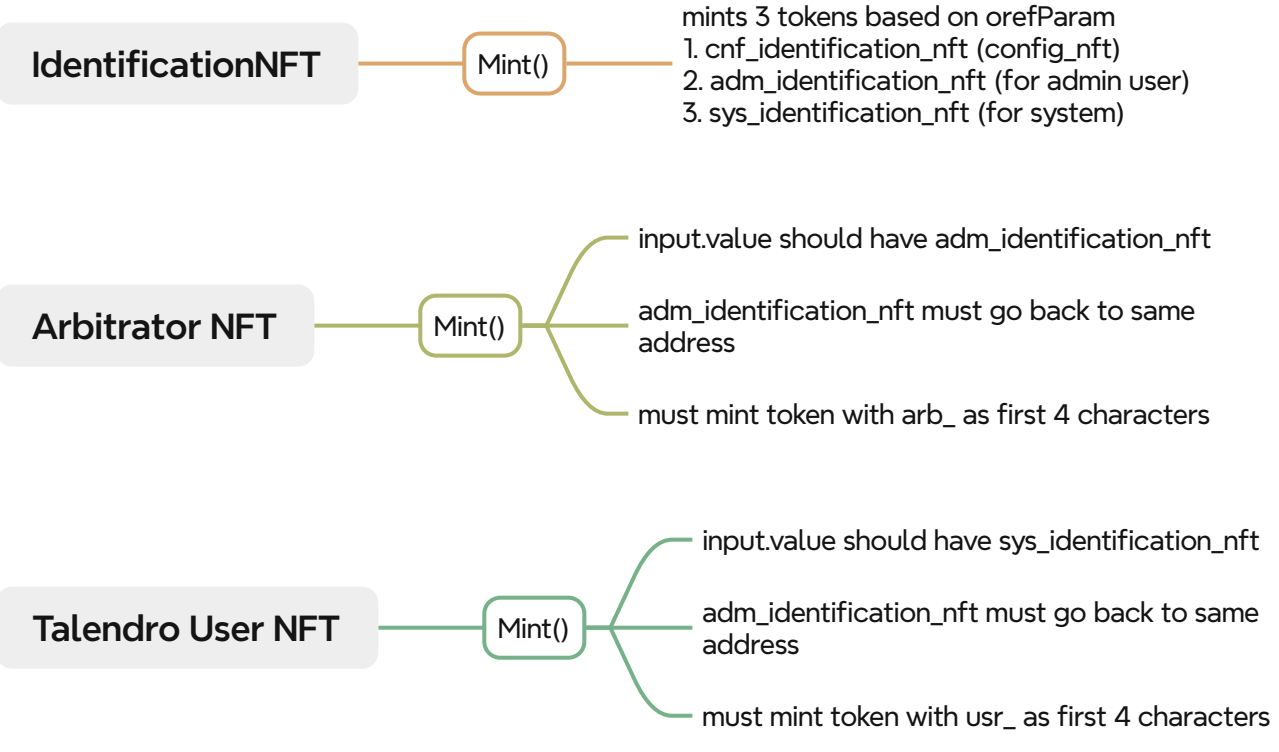 IdentificationNFT
Mint()
mints 3 tokens based on orefParam
1. cnf_identification_nft (config_nft)
2. adm_identification_nft (for admin user)
3. sys_identification_nft (for system)
Arbitrator NFT
Mint()
input.value should have adm_identification_nft
adm_identification_nft must go back to same
address
must mint token with arb_ as first 4 characters
Talendro User NFT
Mint()
input.value should have sys_identification_nft
adm_identification_nft must go back to same
address
must mint token with usr_ as first 4 characters